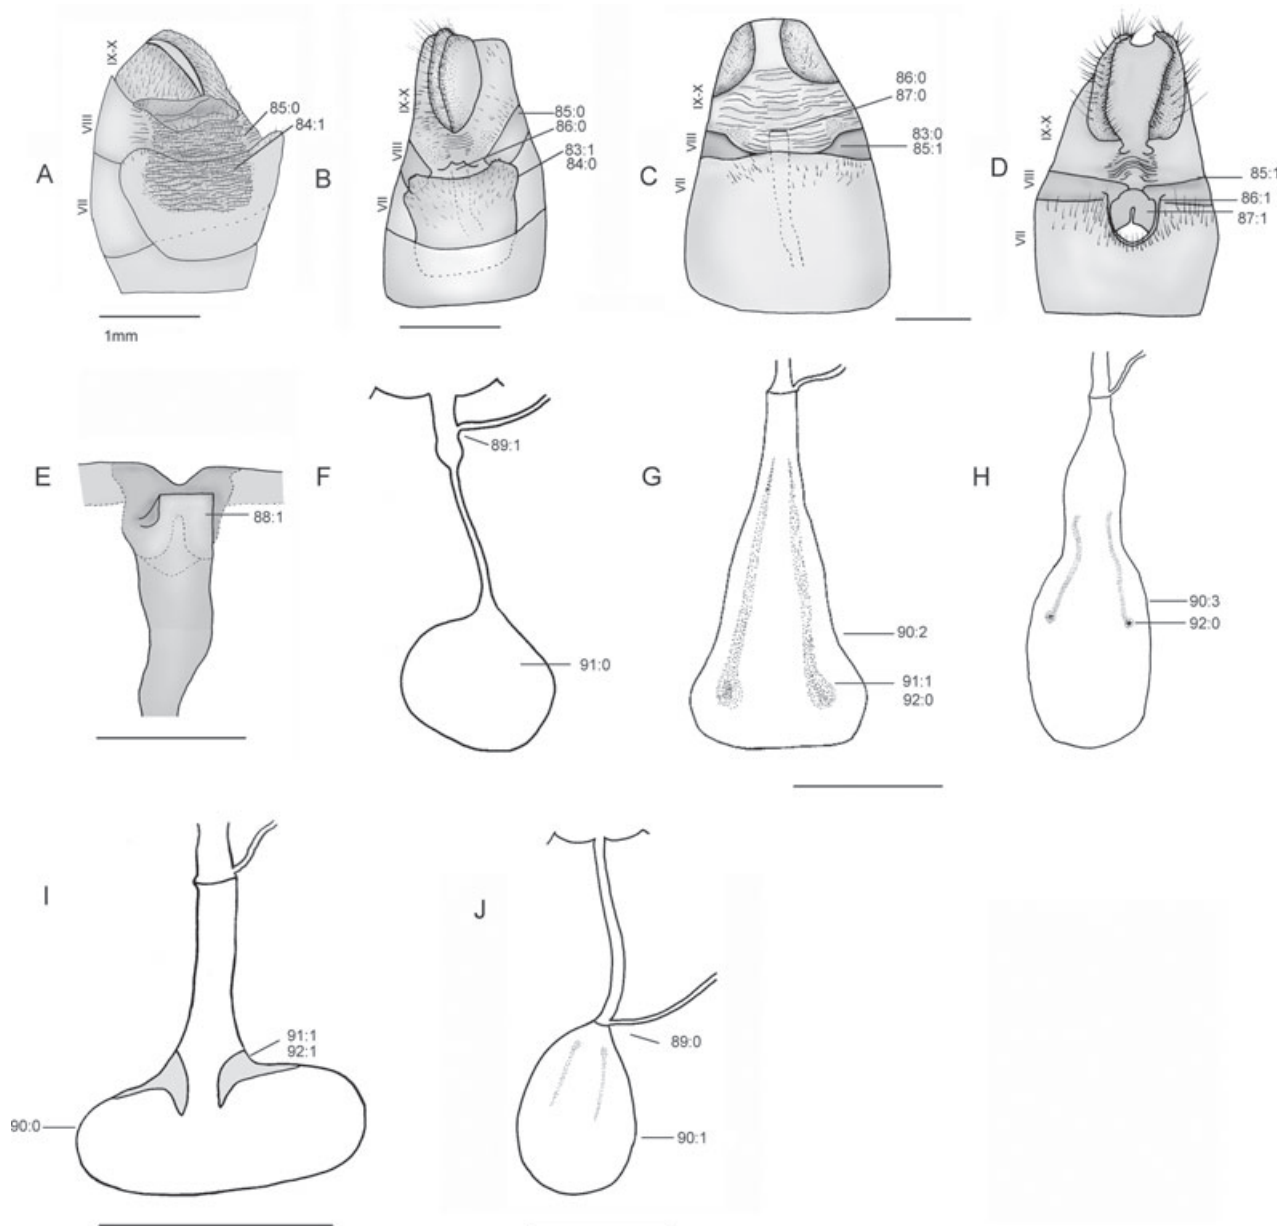 A
IX-X
VIII
VII
85:0
84:1
1mm
B
IX-X
VIII
VII
85:0
86:0
83:1
84:0
C
IX-X
VIII
VII
86:0
87:0
83:0
85:1
D
IX-X
VIII
VII
85:1
86:1
87:1
E
88:1
F
89:1
91:0
G
90:2
91:1
92:0
H
90:3
92:0
I
91:1
92:1
90:0
J
89:0
90:1